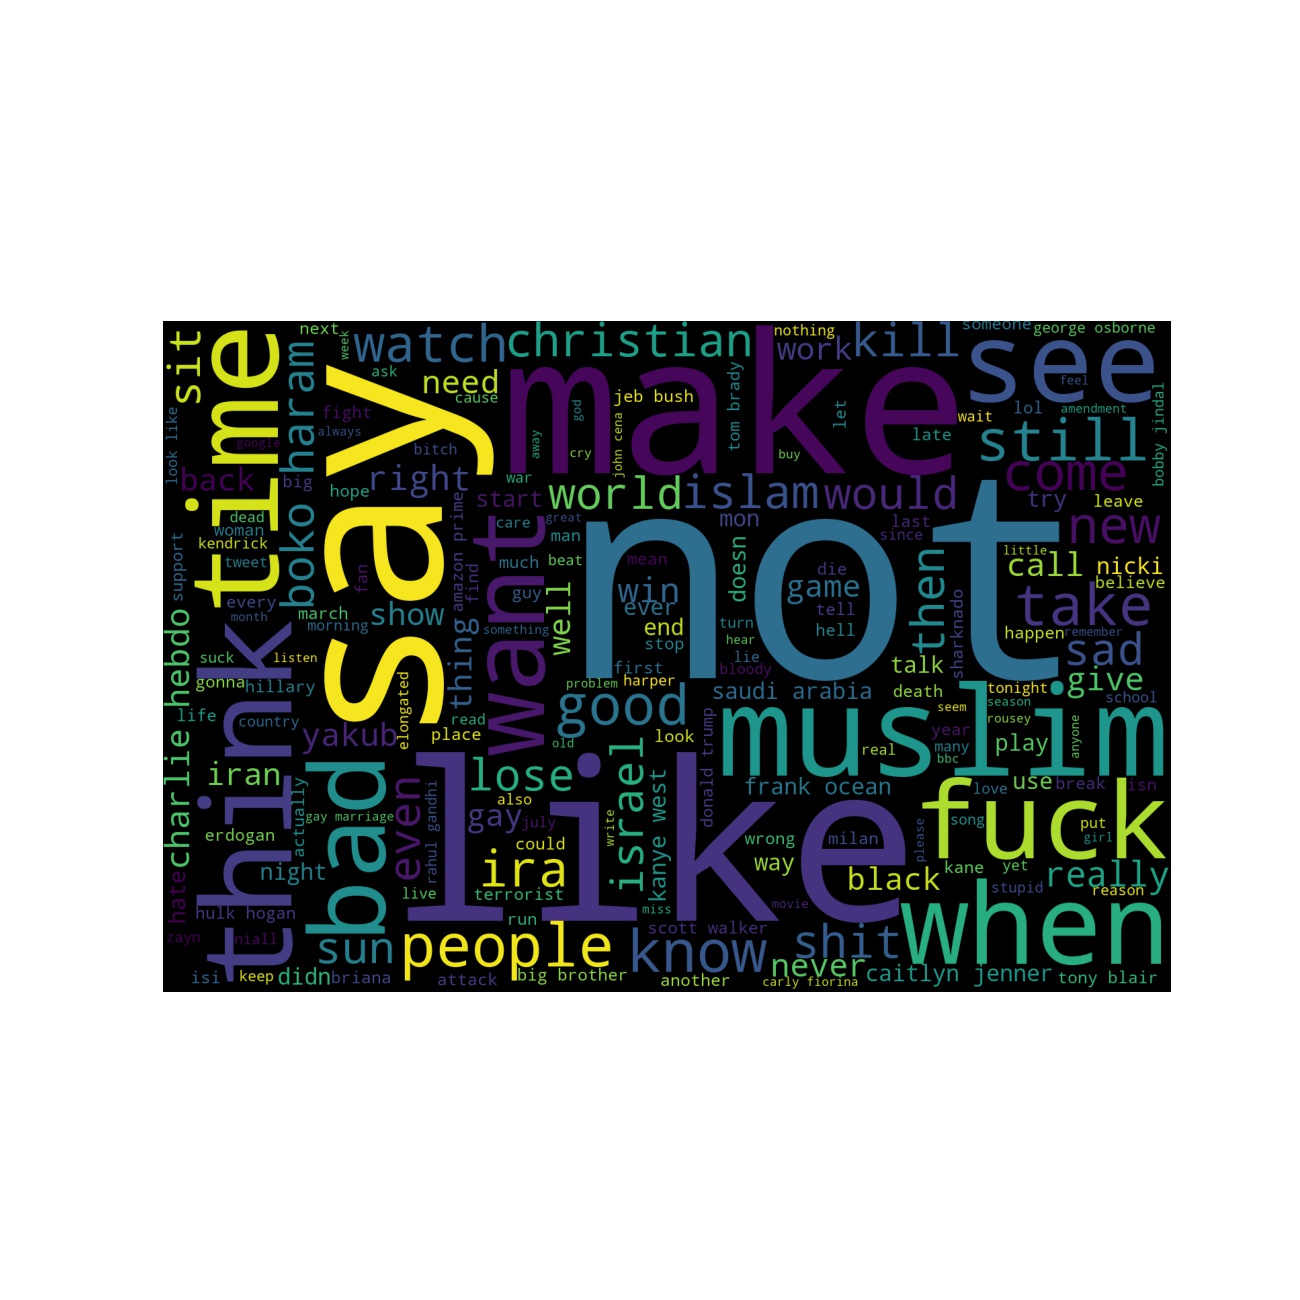 sit
time
next
week
watch
christian
nothing
work
kill
someone
george osborne
see
feel
ask
need
cause
make
jeb bush
tom brady
let
wait
lol
amendment
bobby jindal
look like
google
boko haram
fight
always
say
bitch
away
god
cry
john cena
buy
late
still
back
big
hope
right
start
war
world
islam
would
come
try
leave
dead
woman
kendrick
tweet
fan
amazon prime
find
want
care
great
man
mon
not
last
since
new
support
every
month
march
morning
show
much
guy
beat
mean
doesn
die
game
tell
hell
then
little
call
nicki
believe
something
well
win
ever
end
stop
turn
hear
lie
bloody
sharknado
take
happen
remember
sad
charlie hebdo
suck
gonna
hillary
listen
think
thing
first
harper
problem
talk
death
tonight
give
school
life
country
yakub
elongated
read
place
good
old
look
saudi arabia
muslim
seem
season
rousey
year
many
bbc
real
play
anyone
iran
bad
lose
israel
donald trump
frank ocean
love
use
break
isn
erdogan
actually
gay marriage
even
rahul gandhi
like
also
gay
july
could
write
kanye west
wrong
milan
please
fuck
song
put
girl
hate
night
live
ira
terrorist
run
miss
way
movie
black
kane
yet
stupid
really
reason
zayn
hulk hogan
niall
sun
people
know
scott walker
shit
when
isi
keep
didn
briana
attack
big brother
another
never
carly fiorina
caitlyn jenner
tony blair